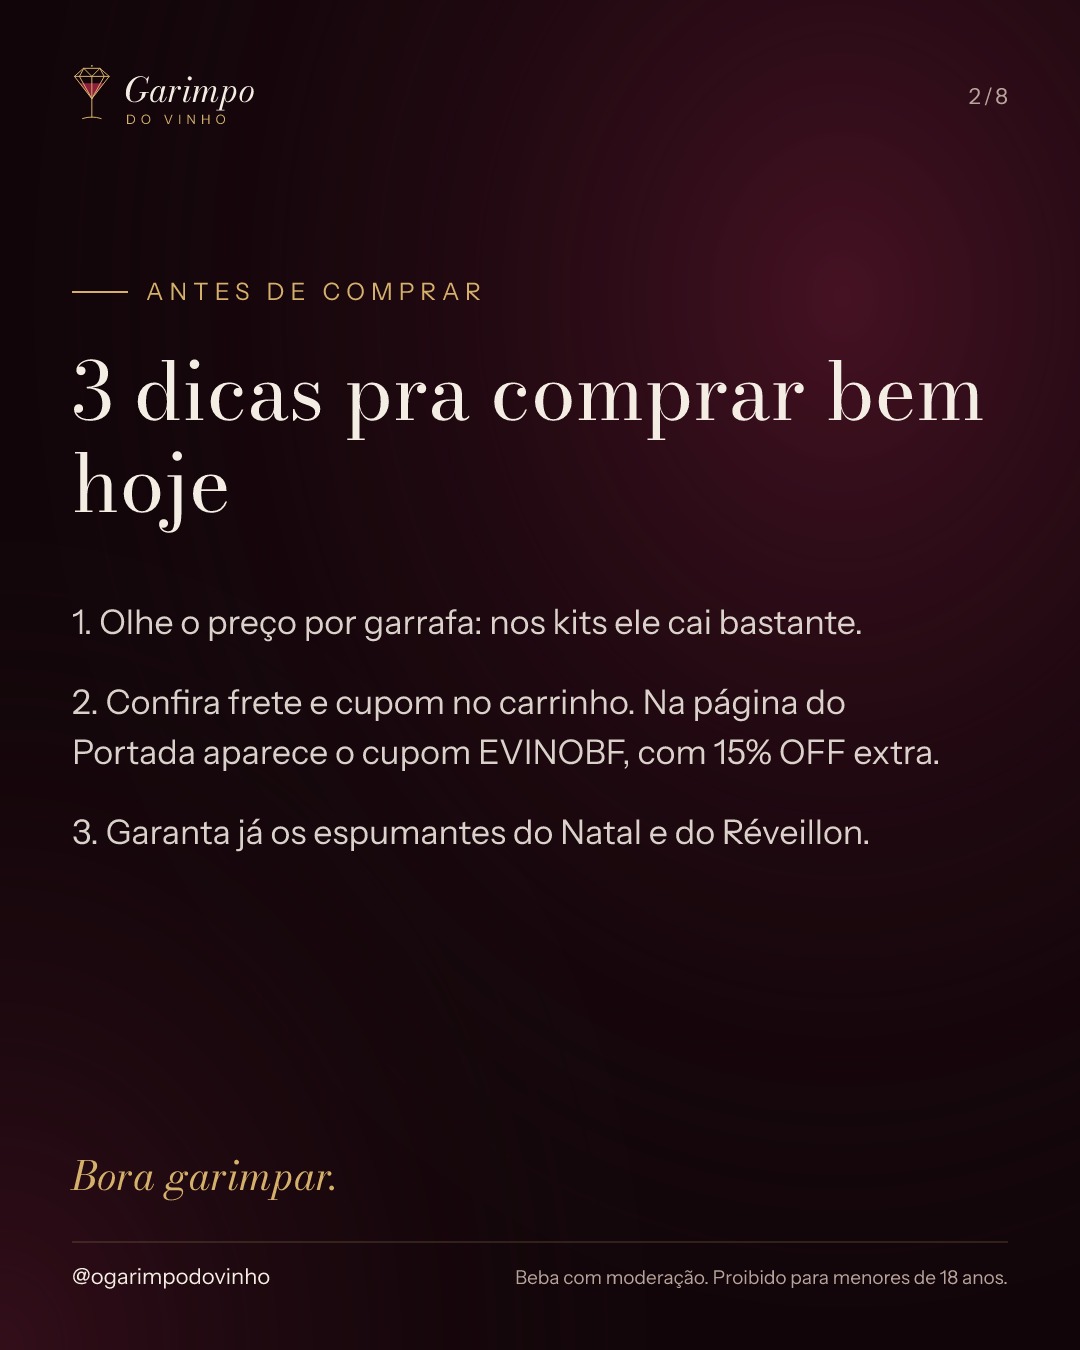 Garimpo
DO VINHO
2/8
ANTES DE COMPRAR
3 dicas pra comprar bem
hoje
1. Olhe o preço por garrafa: nos kits ele cai bastante.
2. Confira frete e cupom no carrinho. Na página do
Portada aparece o cupom EVINOBF, com 15% OFF extra.
3. Garanta já os espumantes do Natal e do Réveillon.
Bora garimpar.
@ogarimpodovinho
Beba com moderação. Proibido para menores de 18 anos.